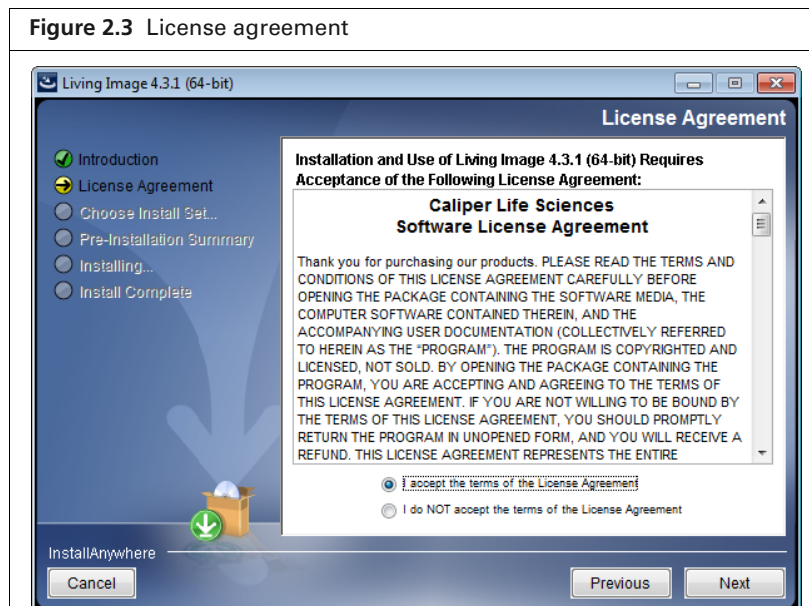 Figure 2.3 License agreement
Living Image 4.3.1 (64-bit)
License Agreement
Introduction
License Agreement
Choose Install Set...
Pre-Installation Summary
Installing...
Install Complete
Installation and Use of Living Image 4.3.1 (64-bit) Requires
Acceptance of the Following License Agreement:
Caliper Life Sciences
Software License Agreement
Thank you for purchasing our products. PLEASE READ THE TERMS AND
CONDITIONS OF THIS LICENSE AGREEMENT CAREFULLY BEFORE
OPENING THE PACKAGE CONTAINING THE SOFTWARE MEDIA, THE
COMPUTER SOFTWARE CONTAINED THEREIN, AND THE
ACCOMPANYING USER DOCUMENTATION (COLLECTIVELY REFERRED
TO HEREIN AS THE “PROGRAM”). THE PROGRAM IS COPYRIGHTED AND
LICENSED, NOT SOLD. BY OPENING THE PACKAGE CONTAINING THE
PROGRAM, YOU ARE ACCEPTING AND AGREEING TO THE TERMS OF
THIS LICENSE AGREEMENT. IF YOU ARE NOT WILLING TO BE BOUND BY
THE TERMS OF THIS LICENSE AGREEMENT, YOU SHOULD PROMPTLY
RETURN THE PROGRAM IN UNOPENED FORM, AND YOU WILL RECEIVE A
REFUND. THIS LICENSE AGREEMENT REPRESENTS THE ENTIRE
I accept the terms of the License Agreement
I do NOT accept the terms of the License Agreement
InstallAnywhere
Cancel
Previous
Next